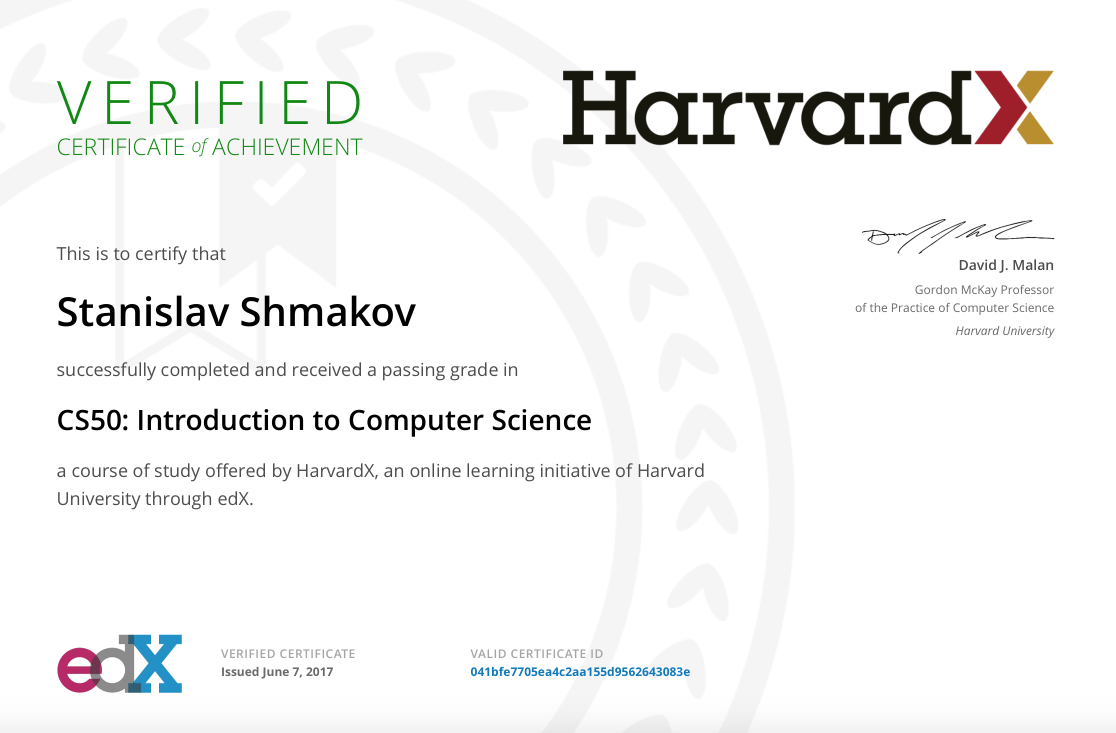 VERIFIED
CERTIFICATE of ACHIEVEMENT
HarvardX
This is to certify that
Stanislav Shmakov
successfully completed and received a passing grade in
CS50: Introduction to Computer Science
a course of study offered by HarvardX, an online learning initiative of Harvard
University through edX.
David J. Malan
Gordon McKay Professor
of the Practice of Computer Science
Harvard University
edX
VERIFIED CERTIFICATE
Issued June 7, 2017
VALID CERTIFICATE ID
041bfe7705ea4c2aa155d9562643083e